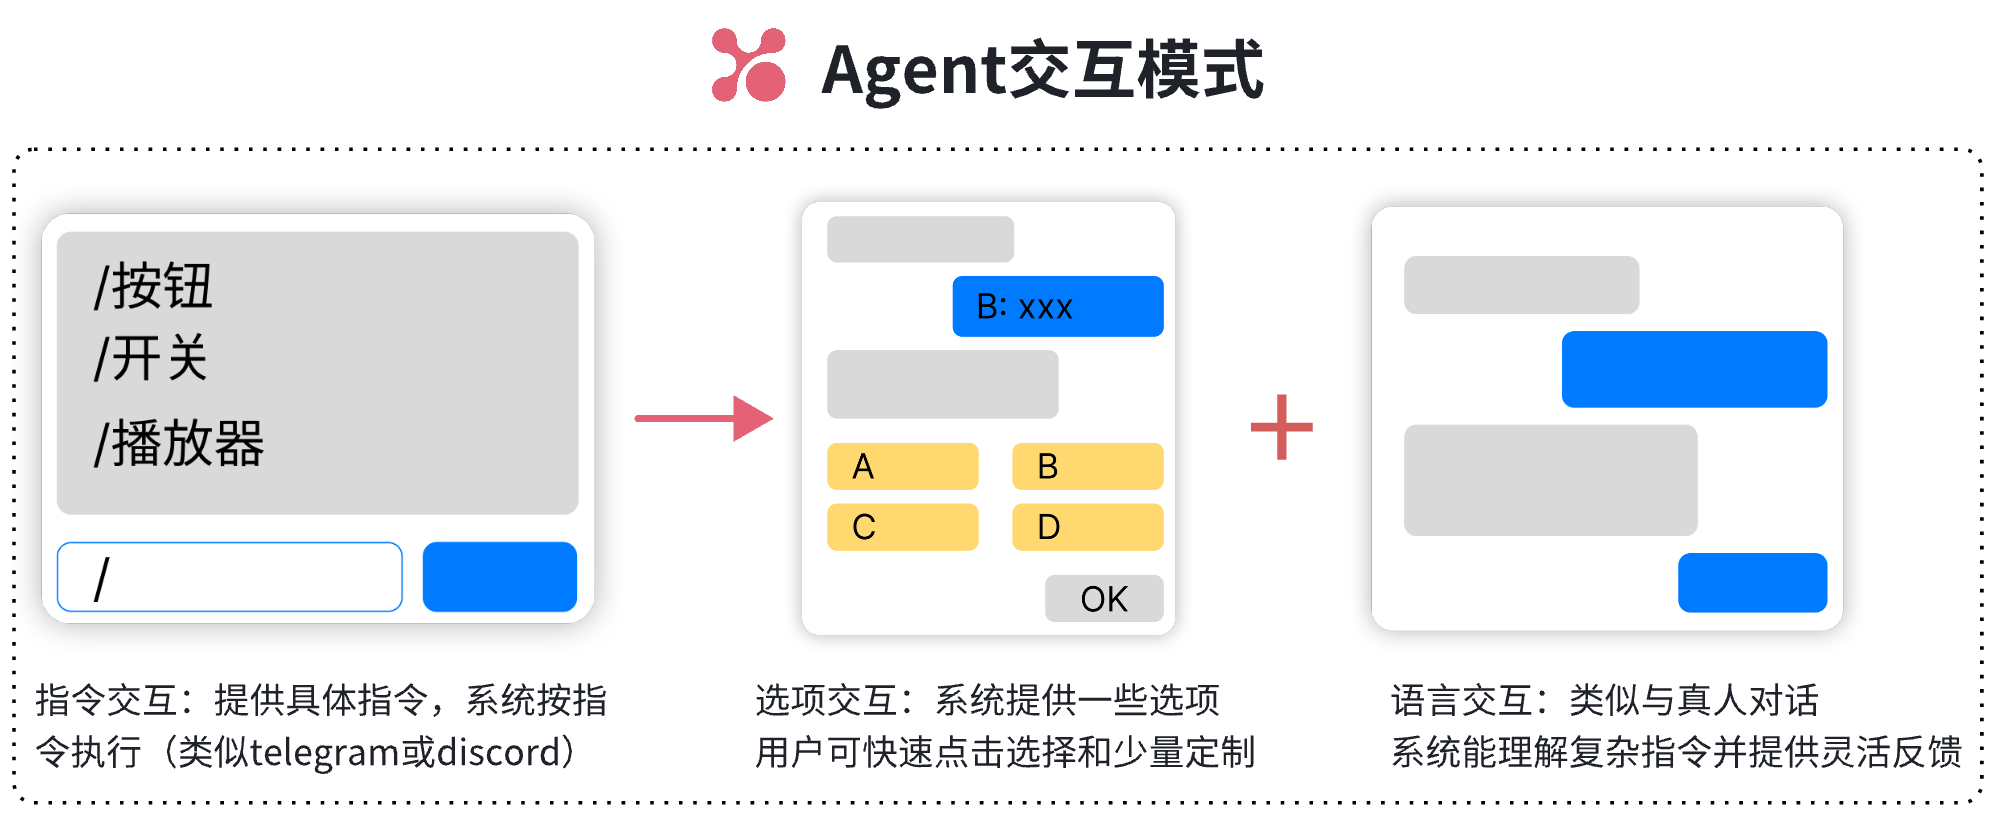 Agent交互模式
/按钮
/开关
/播放器
/
B: xxx
A
B
C
D
OK
指令交互：提供具体指令，系统按指
令执行（类似telegram或discord）
选项交互：系统提供一些选项
用户可快速点击选择和少量定制
语言交互：类似与真人对话
系统能理解复杂指令并提供灵活反馈